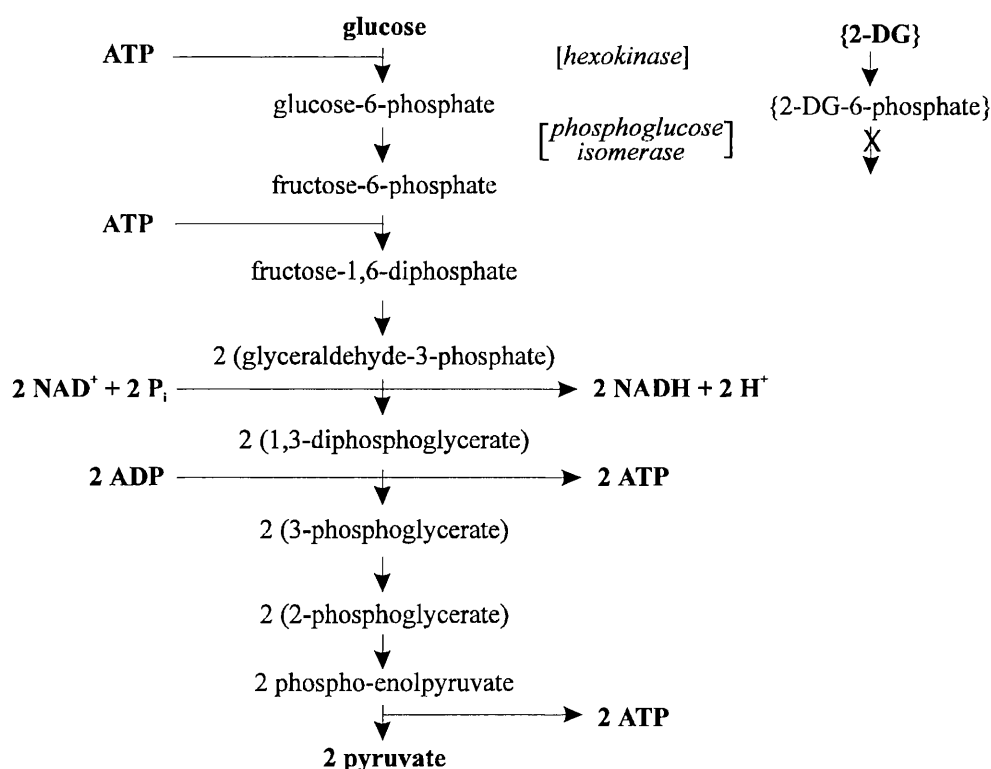 glucose
ATP
[hexokinase]
{2-DG}
glucose-6-phosphate
{2-DG-6-phosphate}
[phosphoglucose
isomerase]
X
fructose-6-phosphate
ATP
fructose-1,6-diphosphate
2 (glyceraldehyde-3-phosphate)
2 NAD⁺ + 2 Pᵢ
2 NADH + 2 H⁺
2 (1,3-diphosphoglycerate)
2 ADP
2 ATP
2 (3-phosphoglycerate)
2 (2-phosphoglycerate)
2 phospho-enolpyruvate
2 ATP
2 pyruvate